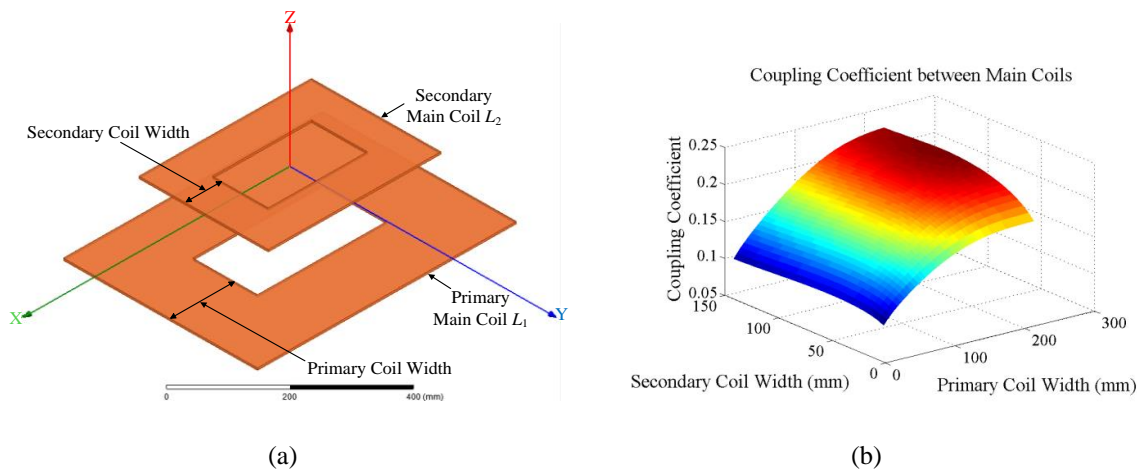 Z
Secondary
Main Coil L2
Secondary Coil Width
X
Y
Primary
Main Coil L1
Primary Coil Width
0
200
400 (mm)
(a)
Coupling Coefficient between Main Coils
Coupling Coefficient
0.25
0.2
0.15
0.1
0.05
150
100
50
0
Secondary Coil Width (mm)
0
100
200
300
Primary Coil Width (mm)
(b)